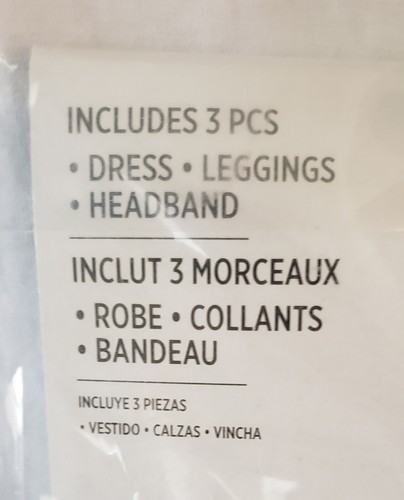 INCLUDES 3 PCS
• DRESS • LEGGINGS
• HEADBAND
INCLUT 3 MORCEAUX
• ROBE • COLLANTS
• BANDEAU
INCLUYE 3 PIEZAS
• VESTIDO • CALZAS • VINCHA